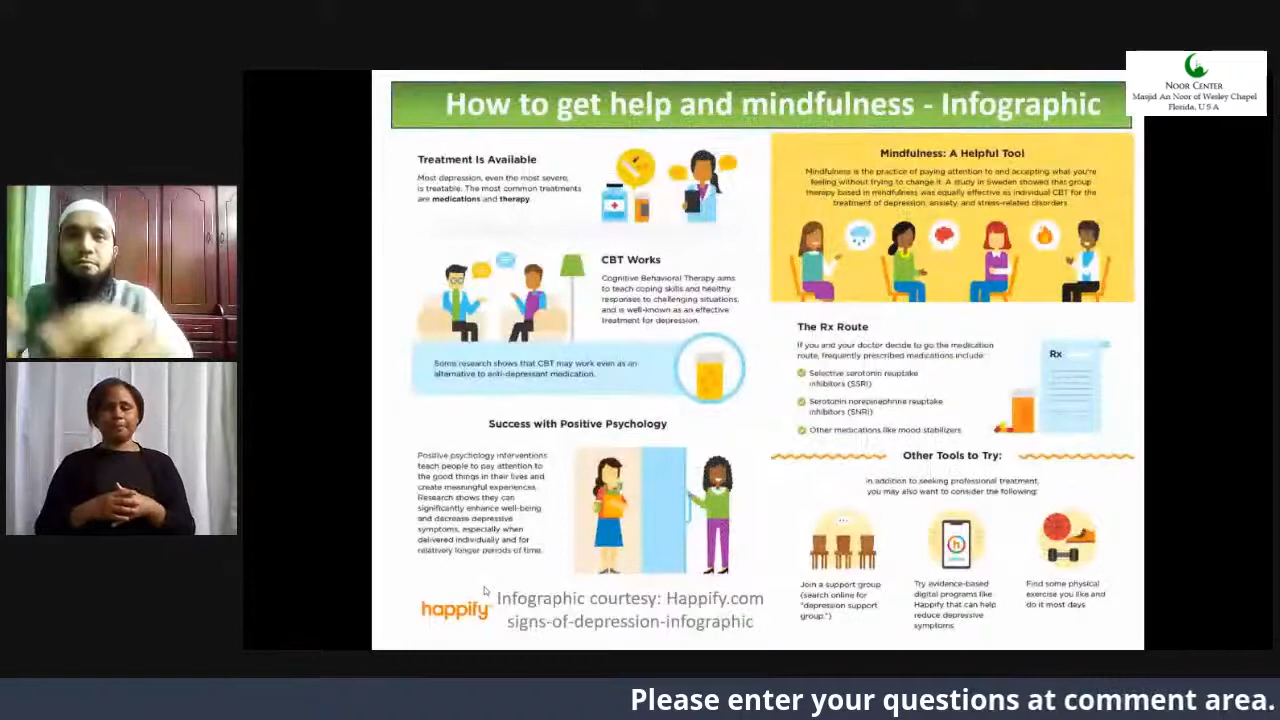 NOOR CENTER
Masjid An Noor of Wesley Chapel
Florida, U S A
How to get help and mindfulness - Infographic
Treatment Is Available
Most depression, even the most severe,
is treatable. The most common treatments
are medications and therapy.
CBT Works
Cognitive Behavioral Therapy aims
to teach coping skills and healthy
responses to challenging situations,
and is well-known as an effective
treatment for depression.
Some research shows that CBT may work even as an
alternative to anti-depressant medication.
Success with Positive Psychology
Positive psychology interventions
teach people to pay attention to
the good things in their lives and
create meaningful experiences.
Research shows they can
significantly enhance well-being
and decrease depressive
symptoms, especially when
delivered individually and for
relatively longer periods of time.
happify
Infographic courtesy: Happify.com
signs-of-depression-infographic
Mindfulness: A Helpful Tool
Mindfulness is the practice of paying attention to and accepting what you're
feeling without trying to change it. A study in Sweden showed that group
therapy based in mindfulness was equally effective as individual CBT for the
treatment of depression, anxiety, and stress-related disorders.
The Rx Route
If you and your doctor decide to go the medication
route, frequently prescribed medications include:
Selective serotonin reuptake
inhibitors (SSRI)
Serotonin norepinephrine reuptake
inhibitors (SNRI)
Other medications like mood stabilizers
Rx
Other Tools to Try:
In addition to seeking professional treatment,
you may also want to consider the following:
h
Join a support group
(search online for
"depression support
group.")
Try evidence-based
digital programs like
Happify that can help
reduce depressive
symptoms.
Find some physical
exercise you like and
do it most days
Please enter your questions at comment area.